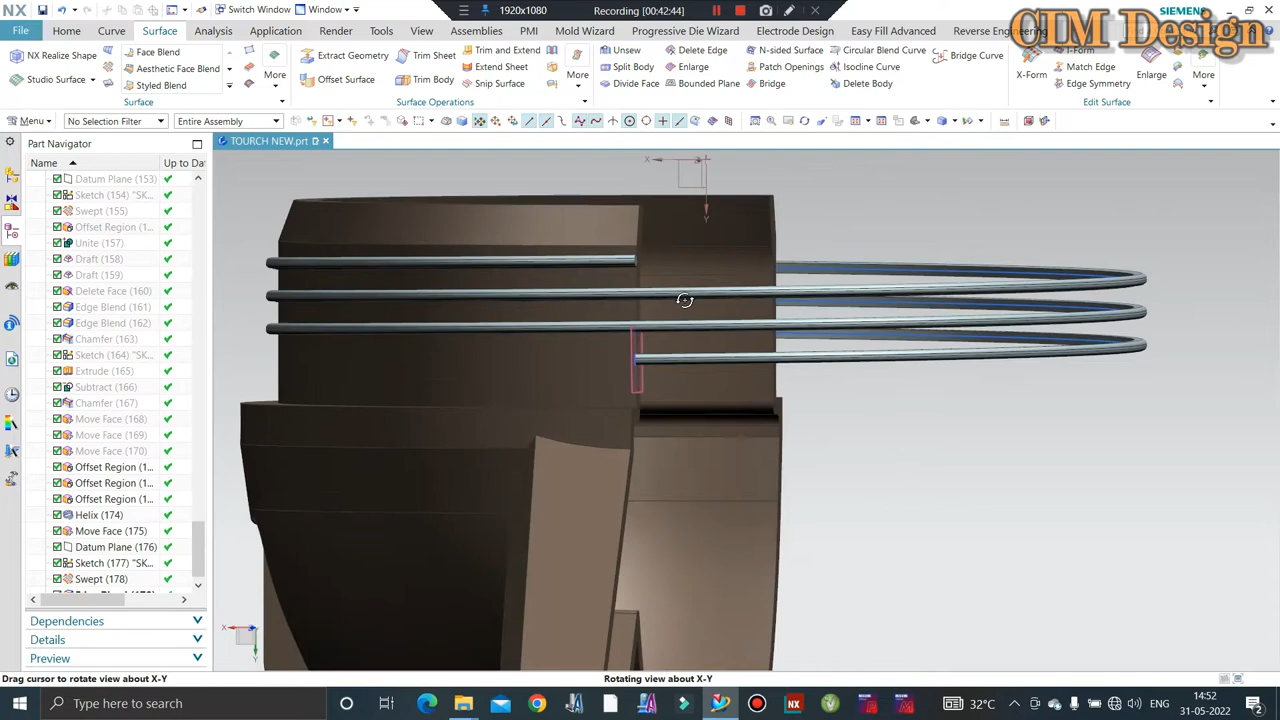 NX
Switch Window
Window
1920x1080
Recording [00:42:44]
SIEMENS
CIM Design
File
Home
Curve
Surface
Analysis
Application
Render
Tools
View
Assemblies
PMI
Mold Wizard
Progressive Die Wizard
Electrode Design
Easy Fill Advanced
Reverse Engineering
NX Realize Shape
Face Blend
Aesthetic Face Blend
Styled Blend
Studio Surface
More
Extract Geometry
Offset Surface
Trim Sheet
Trim Body
Trim and Extend
Extend Sheet
Snip Surface
More
Unsew
Split Body
Divide Face
Delete Edge
Enlarge
Bounded Plane
N-sided Surface
Patch Openings
Bridge
Circular Blend Curve
Isocline Curve
Delete Body
Bridge Curve
X-Form
I-Form
Match Edge
Edge Symmetry
Enlarge
More
Surface
Surface Operations
Edit Surface
Menu
No Selection Filter
Entire Assembly
Part Navigator
TOURCH NEW.prt
Name
Up to Da
Datum Plane (153)
Sketch (154) "SK...
Swept (155)
Offset Region (1...
Unite (157)
Draft (158)
Draft (159)
Delete Face (160)
Edge Blend (161)
Edge Blend (162)
Chamfer (163)
Sketch (164) "SK...
Extrude (165)
Subtract (166)
Chamfer (167)
Move Face (168)
Move Face (169)
Move Face (170)
Offset Region (1...
Offset Region (1...
Offset Region (1...
Helix (174)
Move Face (175)
Datum Plane (176)
Sketch (177) "SK...
Swept (178)
Dependencies
Details
Preview
X
Y
X
Y
Drag cursor to rotate view about X-Y
Rotating view about X-Y
Type here to search
32°C
ENG
14:52
31-05-2022
2